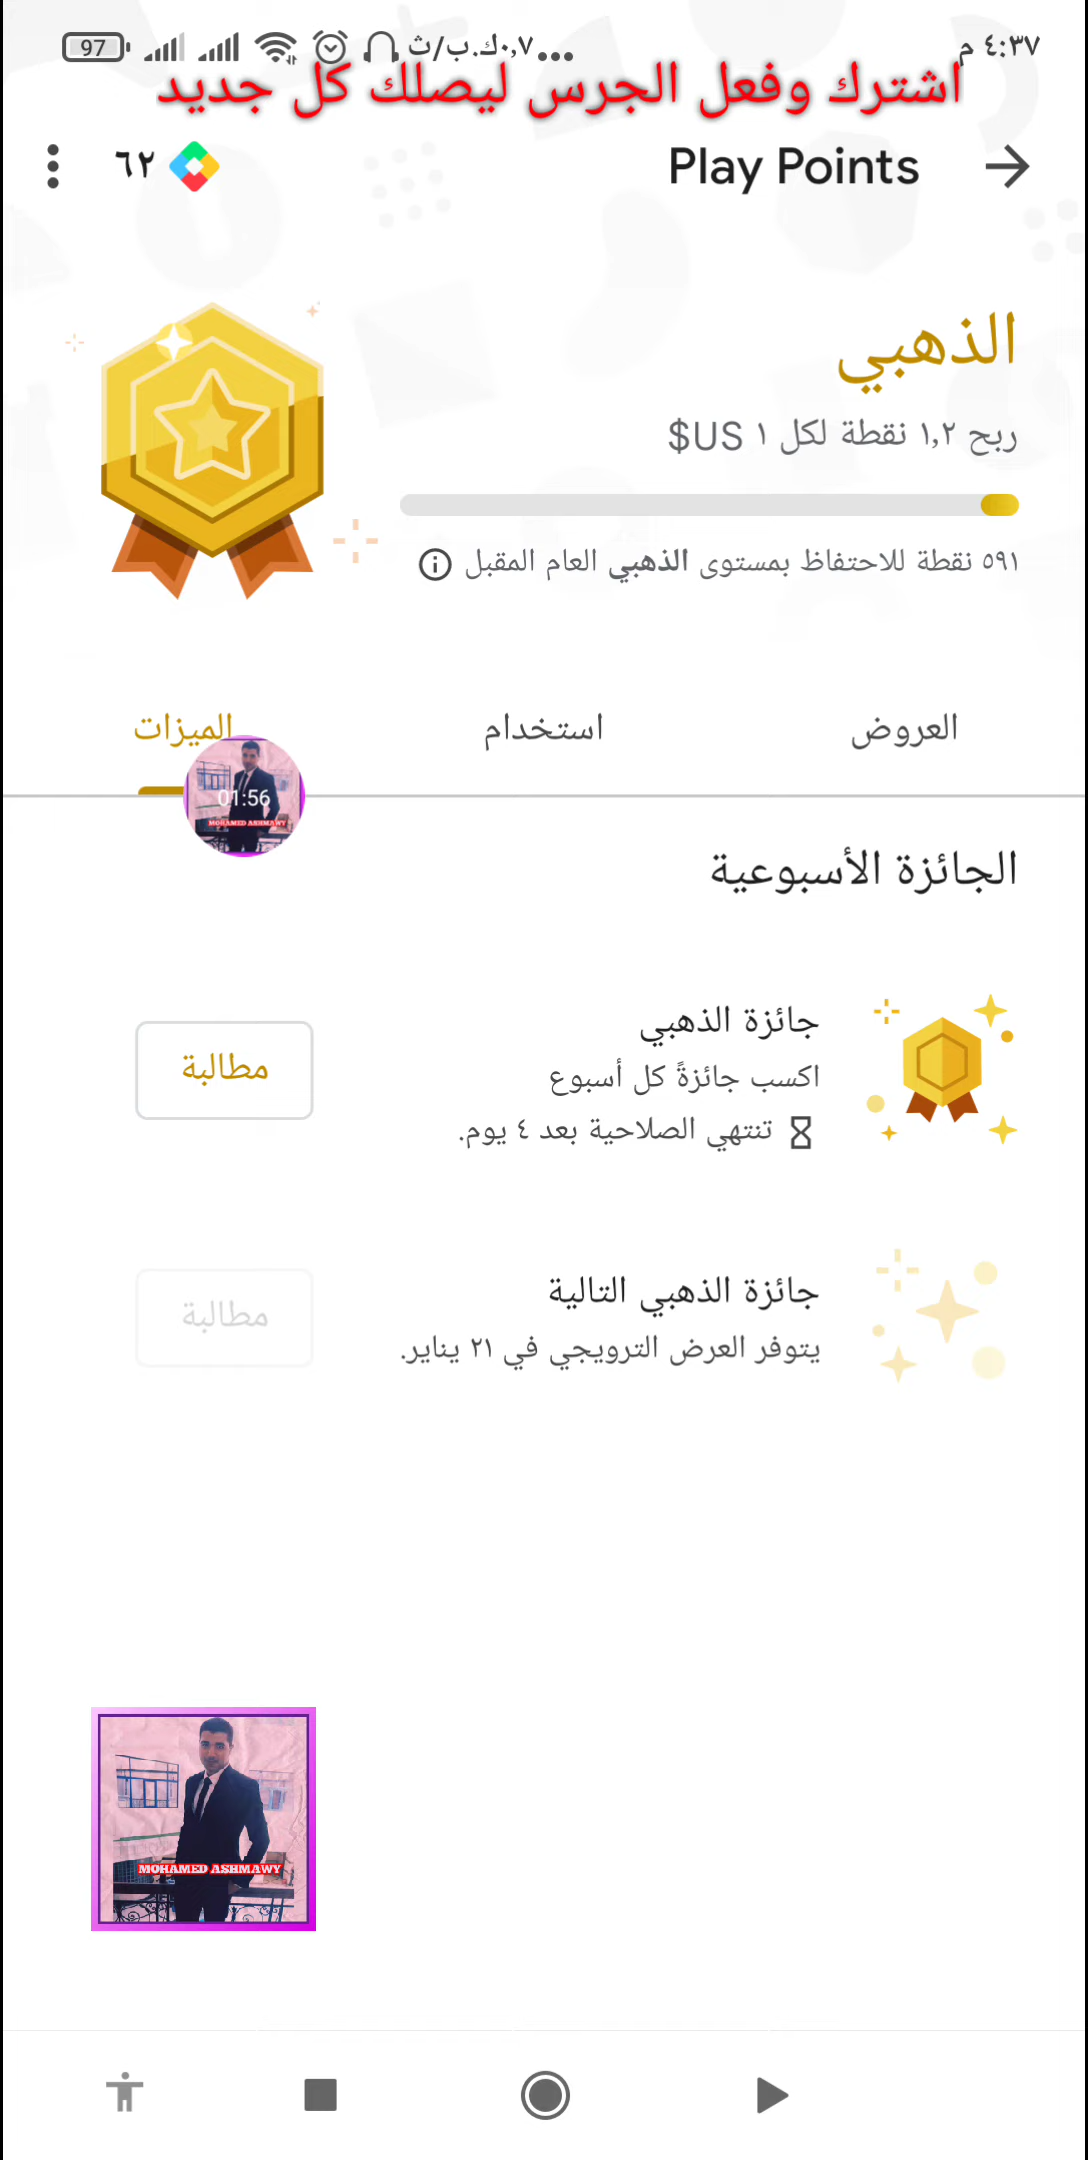 ٤:٣٧ م ...٠,٧ك.ب/ث 97
اشترك وفعل الجرس ليصلك كل جديد
Play Points ٦٢
الذهبي
ربح ١,٢ نقطة لكل ١ US$
٥٩١ نقطة للاحتفاظ بمستوى الذهبي العام المقبل
العروض استخدام الميزات
01:56
MOHAMED ASHMAWY
الجائزة الأسبوعية
جائزة الذهبي
اكسب جائزةً كل أسبوع
تنتهي الصلاحية بعد ٤ يوم.
مطالبة
جائزة الذهبي التالية
يتوفر العرض الترويجي في ٢١ يناير.
مطالبة
MOHAMED ASHMAWY